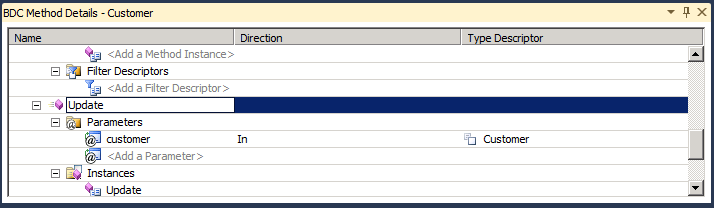 BDC Method Details - Customer
Name Direction Type Descriptor
<Add a Method Instance>
Filter Descriptors
<Add a Filter Descriptor>
Update
Parameters
customer In Customer
<Add a Parameter>
Instances
Update